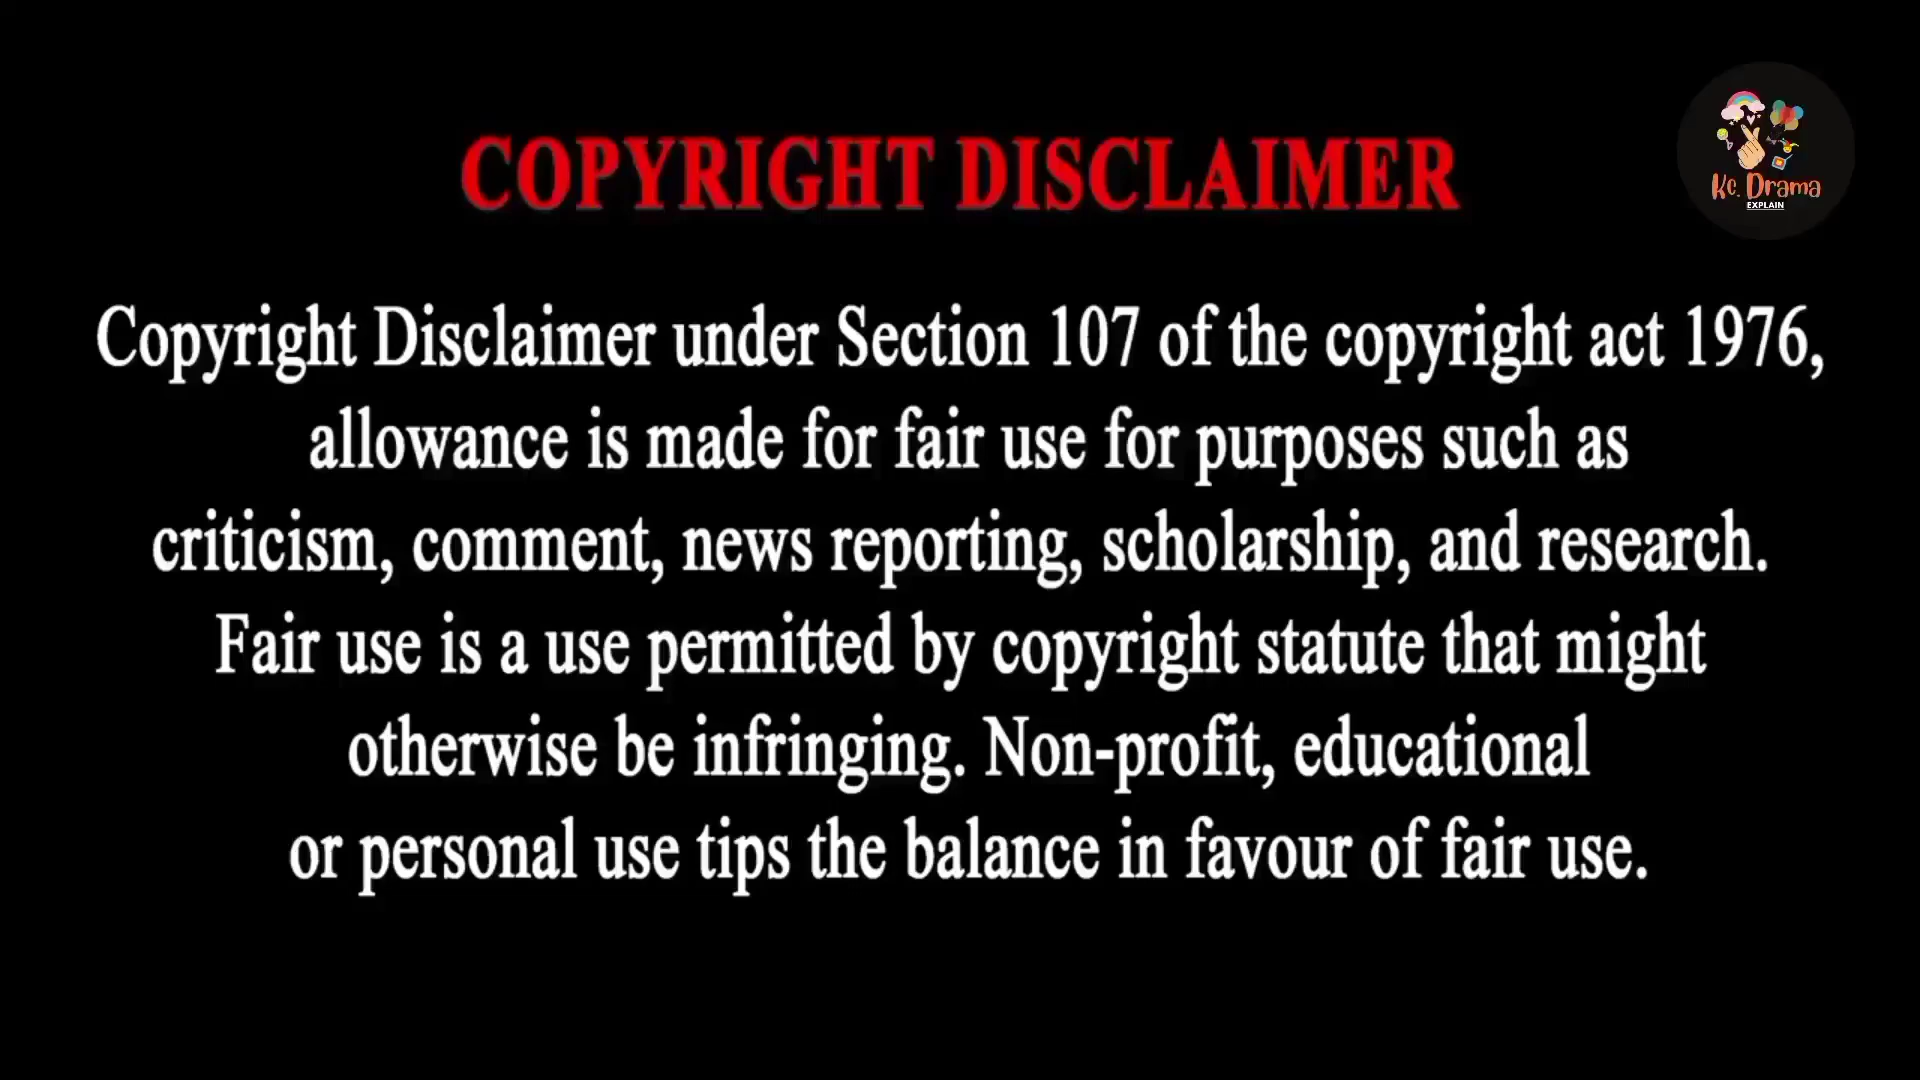 COPYRIGHT DISCLAIMER
Kc. Drama
EXPLAIN
Copyright Disclaimer under Section 107 of the copyright act 1976,
allowance is made for fair use for purposes such as
criticism, comment, news reporting, scholarship, and research.
Fair use is a use permitted by copyright statute that might
otherwise be infringing. Non-profit, educational
or personal use tips the balance in favour of fair use.